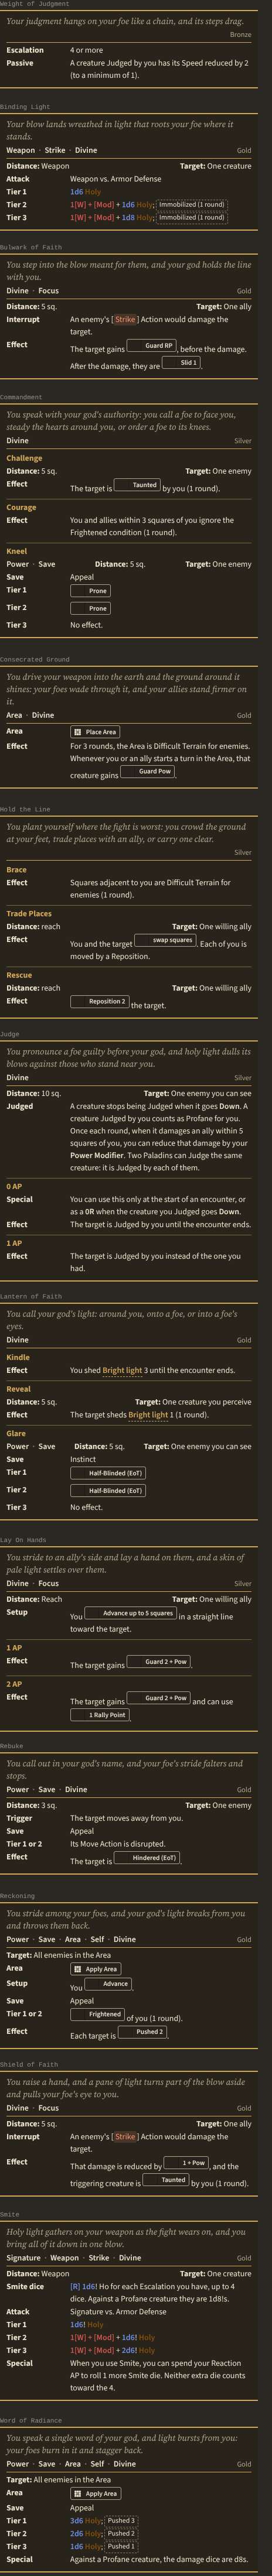 Weight of Judgment
Your judgment hangs on your foe like a chain, and its steps drag.
Bronze
Escalation 4 or more
Passive A creature Judged by you has its Speed reduced by 2
(to a minimum of 1).
Binding Light
Your blow lands wreathed in light that roots your foe where it
stands.
Weapon · Strike · Divine Gold
Distance: Weapon Target: One creature
Attack Weapon vs. Armor Defense
Tier 1 1d6 Holy
Tier 2 1[W] + [Mod] + 1d6 Holy; Immobilized (1 round)
Tier 3 1[W] + [Mod] + 1d8 Holy; Immobilized (1 round)
Bulwark of Faith
You step into the blow meant for them, and your god holds the line
with you.
Divine · Focus Gold
Distance: 5 sq. Target: One ally
Interrupt An enemy's [Strike] Action would damage the
target.
Effect The target gains Guard RP, before the damage.
After the damage, they are Slid 1.
Commandment
You speak with your god's authority: you call a foe to face you,
steady the hearts around you, or order a foe to its knees.
Divine Silver
Challenge
Distance: 5 sq. Target: One enemy
Effect The target is Taunted by you (1 round).
Courage
Effect You and allies within 3 squares of you ignore the
Frightened condition (1 round).
Kneel
Power · Save Distance: 5 sq. Target: One enemy
Save Appeal
Tier 1 Prone
Tier 2 Prone
Tier 3 No effect.
Consecrated Ground
You drive your weapon into the earth and the ground around it
shines: your foes wade through it, and your allies stand firmer on
it.
Area · Divine Gold
Area Place Area
Effect For 3 rounds, the Area is Difficult Terrain for enemies.
Whenever you or an ally starts a turn in the Area, that
creature gains Guard Pow.
Hold the Line
You plant yourself where the fight is worst: you crowd the ground
at your feet, trade places with an ally, or carry one clear.
Silver
Brace
Effect Squares adjacent to you are Difficult Terrain for
enemies (1 round).
Trade Places
Distance: reach Target: One willing ally
Effect You and the target swap squares. Each of you is
moved by a Reposition.
Rescue
Distance: reach Target: One willing ally
Effect Reposition 2 the target.
Judge
You pronounce a foe guilty before your god, and holy light dulls its
blows against those who stand near you.
Divine Silver
Distance: 10 sq. Target: One enemy you can see
Judged A creature stops being Judged when it goes Down. A
creature Judged by you counts as Profane for you.
Once each round, when it damages an ally within 5
squares of you, you can reduce that damage by your
Power Modifier. Two Paladins can Judge the same
creature: it is Judged by each of them.
0 AP
Special You can use this only at the start of an encounter, or
as a 0R when the creature you Judged goes Down.
Effect The target is Judged by you until the encounter ends.
1 AP
Effect The target is Judged by you instead of the one you
had.
Lantern of Faith
You call your god's light: around you, onto a foe, or into a foe's
eyes.
Divine Gold
Kindle
Effect You shed Bright light 3 until the encounter ends.
Reveal
Distance: 5 sq. Target: One creature you perceive
Effect The target sheds Bright light 1 (1 round).
Glare
Power · Save Distance: 5 sq. Target: One enemy you can see
Save Instinct
Tier 1 Half-Blinded (EoT)
Tier 2 Half-Blinded (EoT)
Tier 3 No effect.
Lay On Hands
You stride to an ally's side and lay a hand on them, and a skin of
pale light settles over them.
Divine · Focus Silver
Distance: Reach Target: One willing ally
Setup You Advance up to 5 squares in a straight line
toward the target.
1 AP
Effect The target gains Guard 2 + Pow.
2 AP
Effect The target gains Guard 2 + Pow and can use
1 Rally Point.
Rebuke
You call out in your god's name, and your foe's stride falters and
stops.
Power · Save · Divine Gold
Distance: 3 sq. Target: One enemy
Trigger The target moves away from you.
Save Appeal
Tier 1 or 2 Its Move Action is disrupted.
Effect The target is Hindered (EoT).
Reckoning
You stride among your foes, and your god's light breaks from you
and throws them back.
Power · Save · Area · Self · Divine Gold
Target: All enemies in the Area
Area Apply Area
Setup You Advance.
Save Appeal
Tier 1 or 2 Frightened of you (1 round).
Effect Each target is Pushed 2.
Shield of Faith
You raise a hand, and a pane of light turns part of the blow aside
and pulls your foe's eye to you.
Divine · Focus Gold
Distance: 5 sq. Target: One ally
Interrupt An enemy's [Strike] Action would damage the
target.
Effect That damage is reduced by 1 + Pow, and the
triggering creature is Taunted by you (1 round).
Smite
Holy light gathers on your weapon as the fight wears on, and you
bring all of it down in one blow.
Signature · Weapon · Strike · Divine Gold
Distance: Weapon Target: One creature
Smite dice [R] 1d6! Ho for each Escalation you have, up to 4
dice. Against a Profane creature they are 1d8!s.
Attack Signature vs. Armor Defense
Tier 1 1d6! Holy
Tier 2 1[W] + [Mod] + 1d6! Holy
Tier 3 1[W] + [Mod] + 2d6! Holy
Special When you use Smite, you can spend your Reaction
AP to roll 1 more Smite die. Neither extra die counts
toward the 4.
Word of Radiance
You speak a single word of your god, and light bursts from you:
your foes burn in it and stagger back.
Power · Save · Area · Self · Divine Gold
Target: All enemies in the Area
Area Apply Area
Save Appeal
Tier 1 3d6 Holy; Pushed 3
Tier 2 2d6 Holy; Pushed 2
Tier 3 1d6 Holy; Pushed 1
Special Against a Profane creature, the damage dice are d8s.